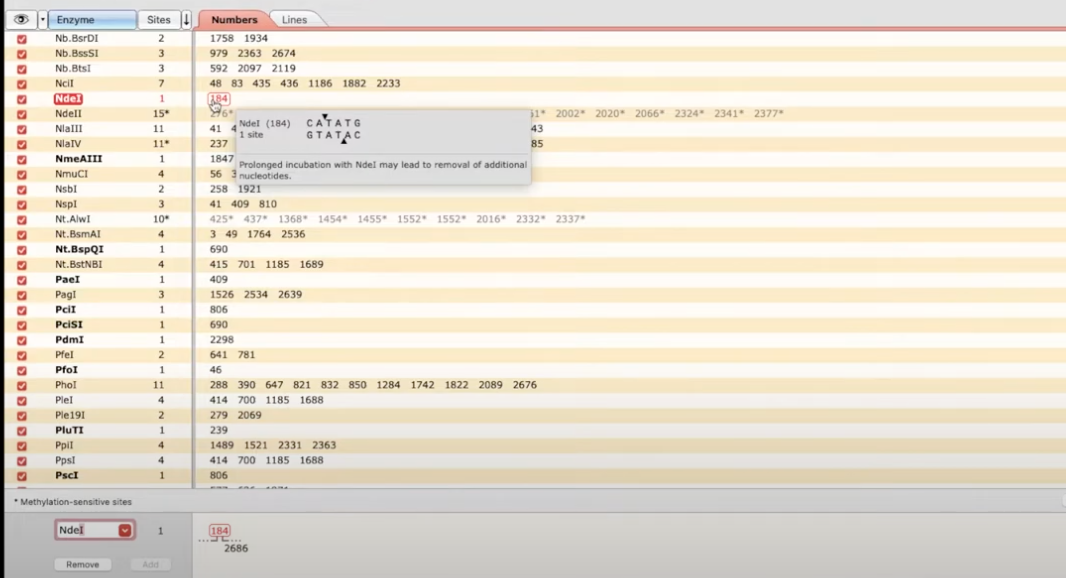 Enzyme Sites Numbers Lines
Nb.BsrDI 2 1758 1934
Nb.BssSI 3 979 2363 2674
Nb.BtsI 3 592 2097 2119
NciI 7 48 83 435 436 1186 1882 2233
NdeI 1 184
NdeII 15* 276* 2002* 2020* 2066* 2324* 2341* 2377*
NdeI (184) CATATG
1 site GTATAC
NlaIII 11 41
NlaIV 11* 237
Prolonged incubation with NdeI may lead to removal of additional
nucleotides.
NmeAIII 1 1847
NmuCI 4 56
NsbI 2 258 1921
NspI 3 41 409 810
Nt.AlwI 10* 425* 437* 1368* 1454* 1455* 1552* 1552* 2016* 2332* 2337*
Nt.BsmAI 4 3 49 1764 2536
Nt.BspQI 1 690
Nt.BstNBI 4 415 701 1185 1689
PaeI 1 409
PagI 3 1526 2534 2639
PciI 1 806
PciSI 1 690
PdmI 1 2298
PfeI 2 641 781
PfoI 1 46
PhoI 11 288 390 647 821 832 850 1284 1742 1822 2089 2676
PleI 4 414 700 1185 1688
Ple19I 2 279 2069
PluTI 1 239
PpiI 4 1489 1521 2331 2363
PpsI 4 414 700 1185 1688
PscI 1 806
* Methylation-sensitive sites
NdeI 1 184
2686
Remove Add